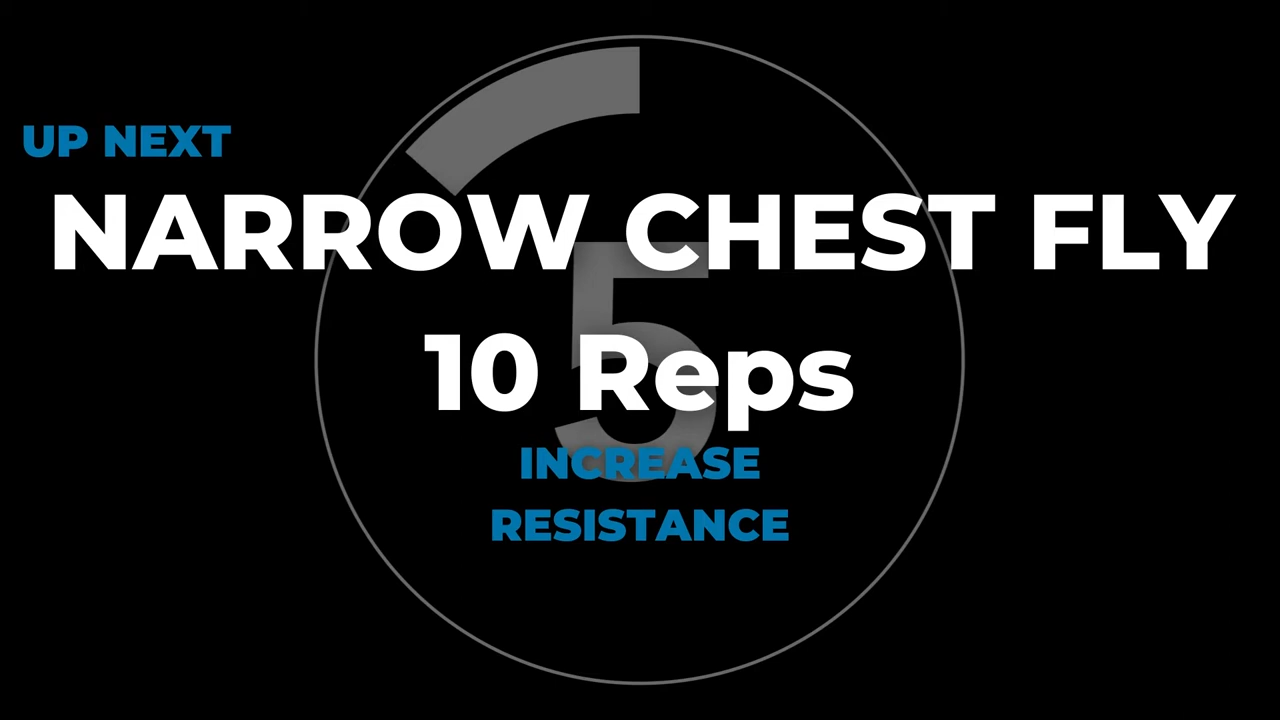 UP NEXT
NARROW CHEST FLY
5
10 Reps
INCREASE
RESISTANCE